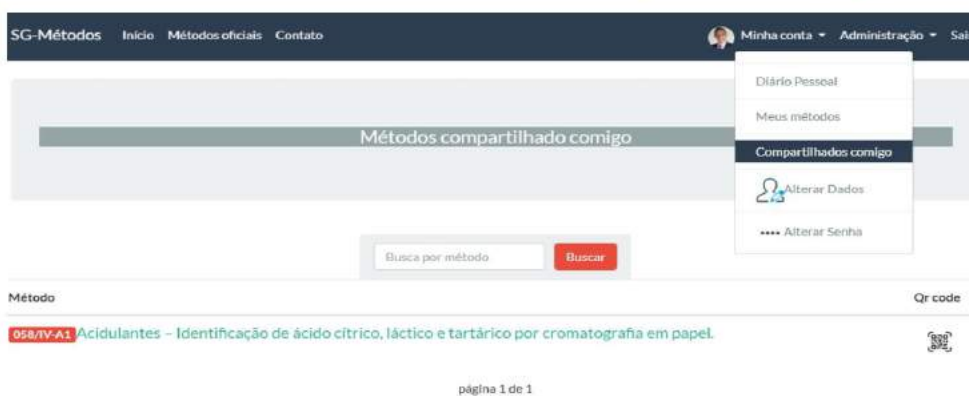 SG-Métodos Início Métodos oficiais Contato Minha conta Administração Sair
Diário Pessoal
Meus métodos
Métodos compartilhado comigo
Compartilhados comigo
Alterar Dados
Alterar Senha
Busca por método Buscar
Método Qr code
058/IV-A1 Acidulantes – Identificação de ácido cítrico, láctico e tartárico por cromatografia em papel.
página 1 de 1